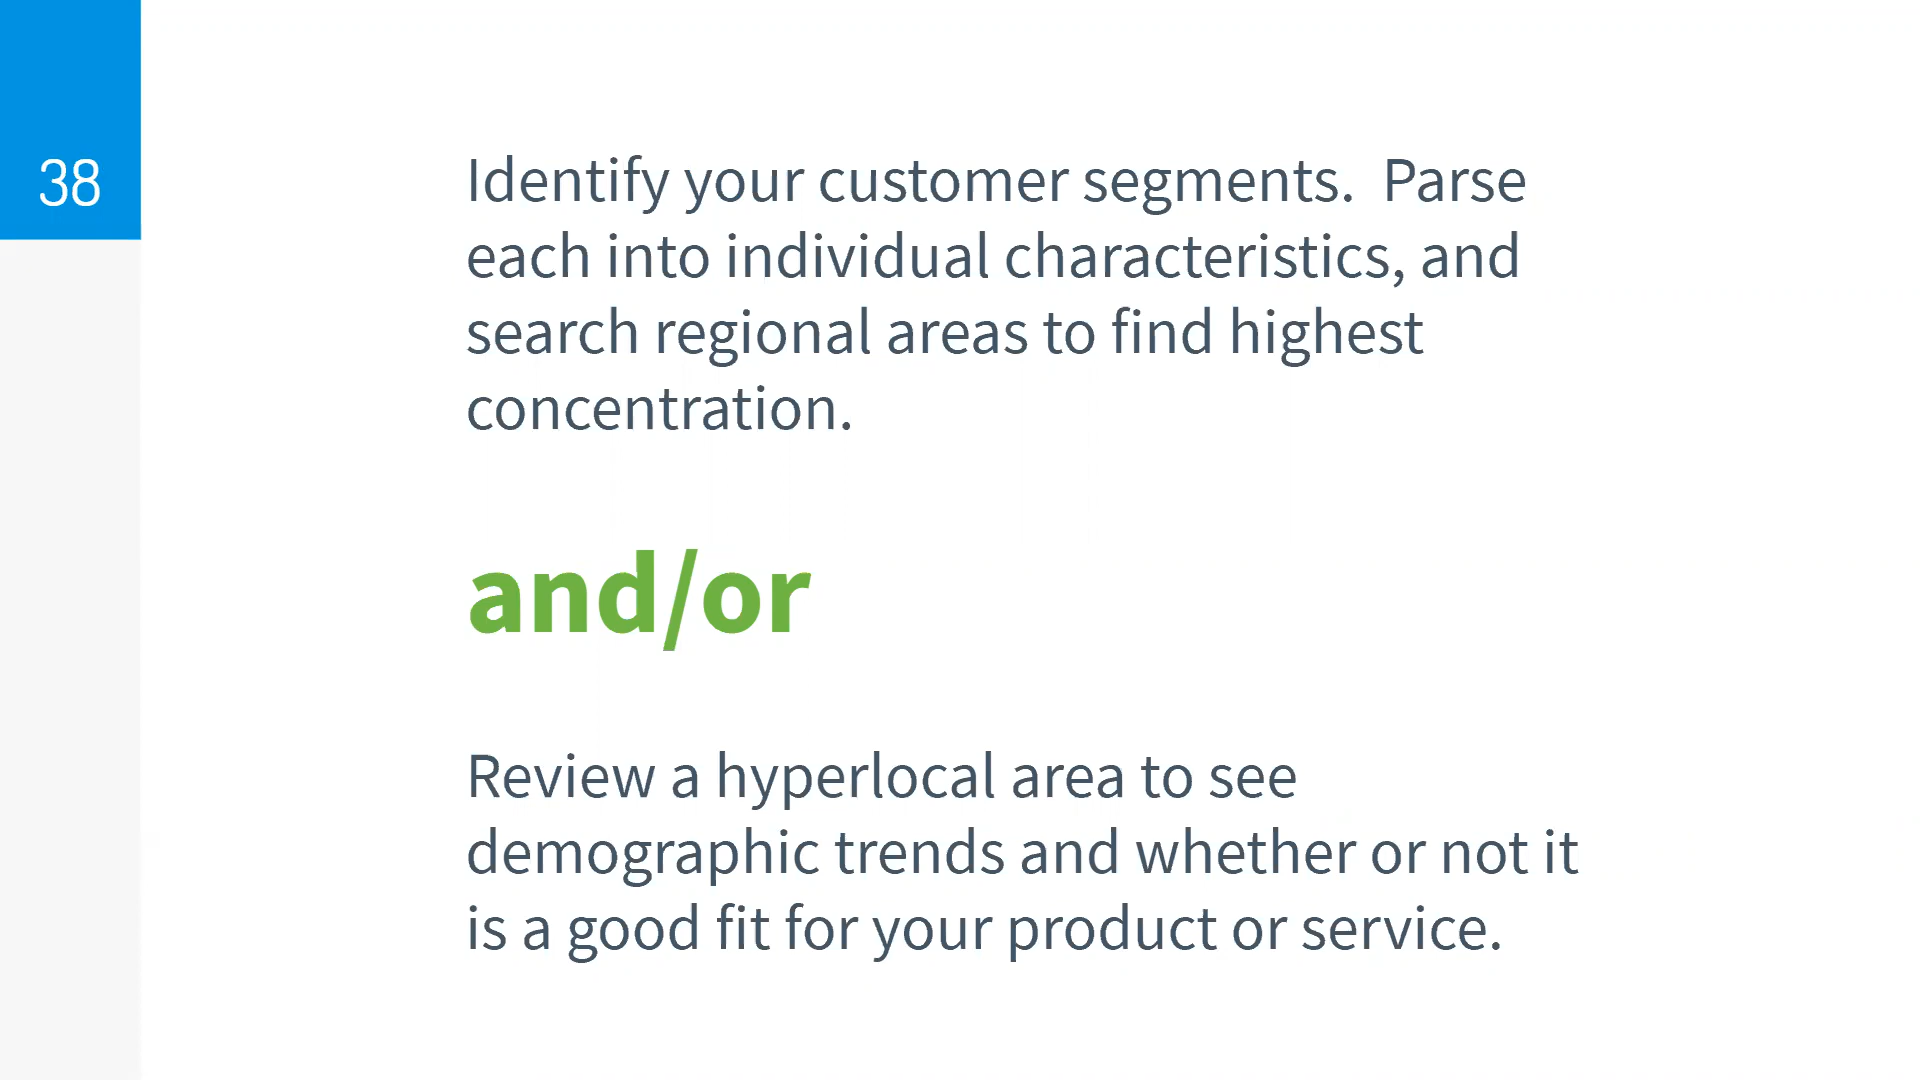 38
Identify your customer segments.  Parse
each into individual characteristics, and
search regional areas to find highest
concentration.
and/or
Review a hyperlocal area to see
demographic trends and whether or not it
is a good fit for your product or service.